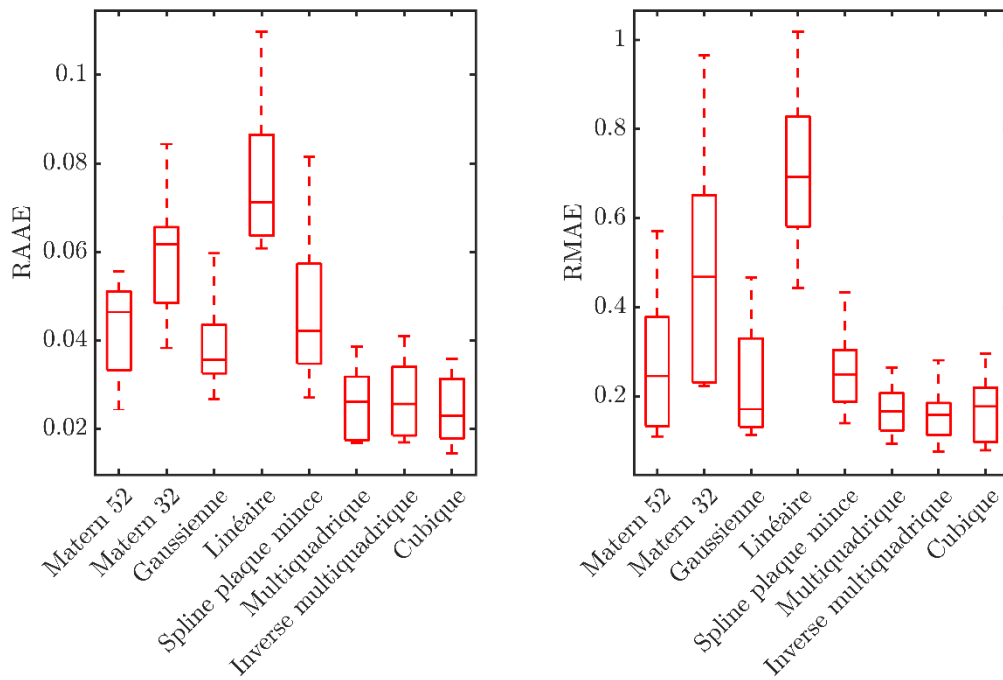 RAAE
0.1
0.08
0.06
0.04
0.02
Matern 52
Matern 32
Gaussienne
Linéaire
Spline plaque mince
Multiquadrique
Inverse multiquadrique
Cubique
RMAE
1
0.8
0.6
0.4
0.2
Matern 52
Matern 32
Gaussienne
Linéaire
Spline plaque mince
Multiquadrique
Inverse multiquadrique
Cubique